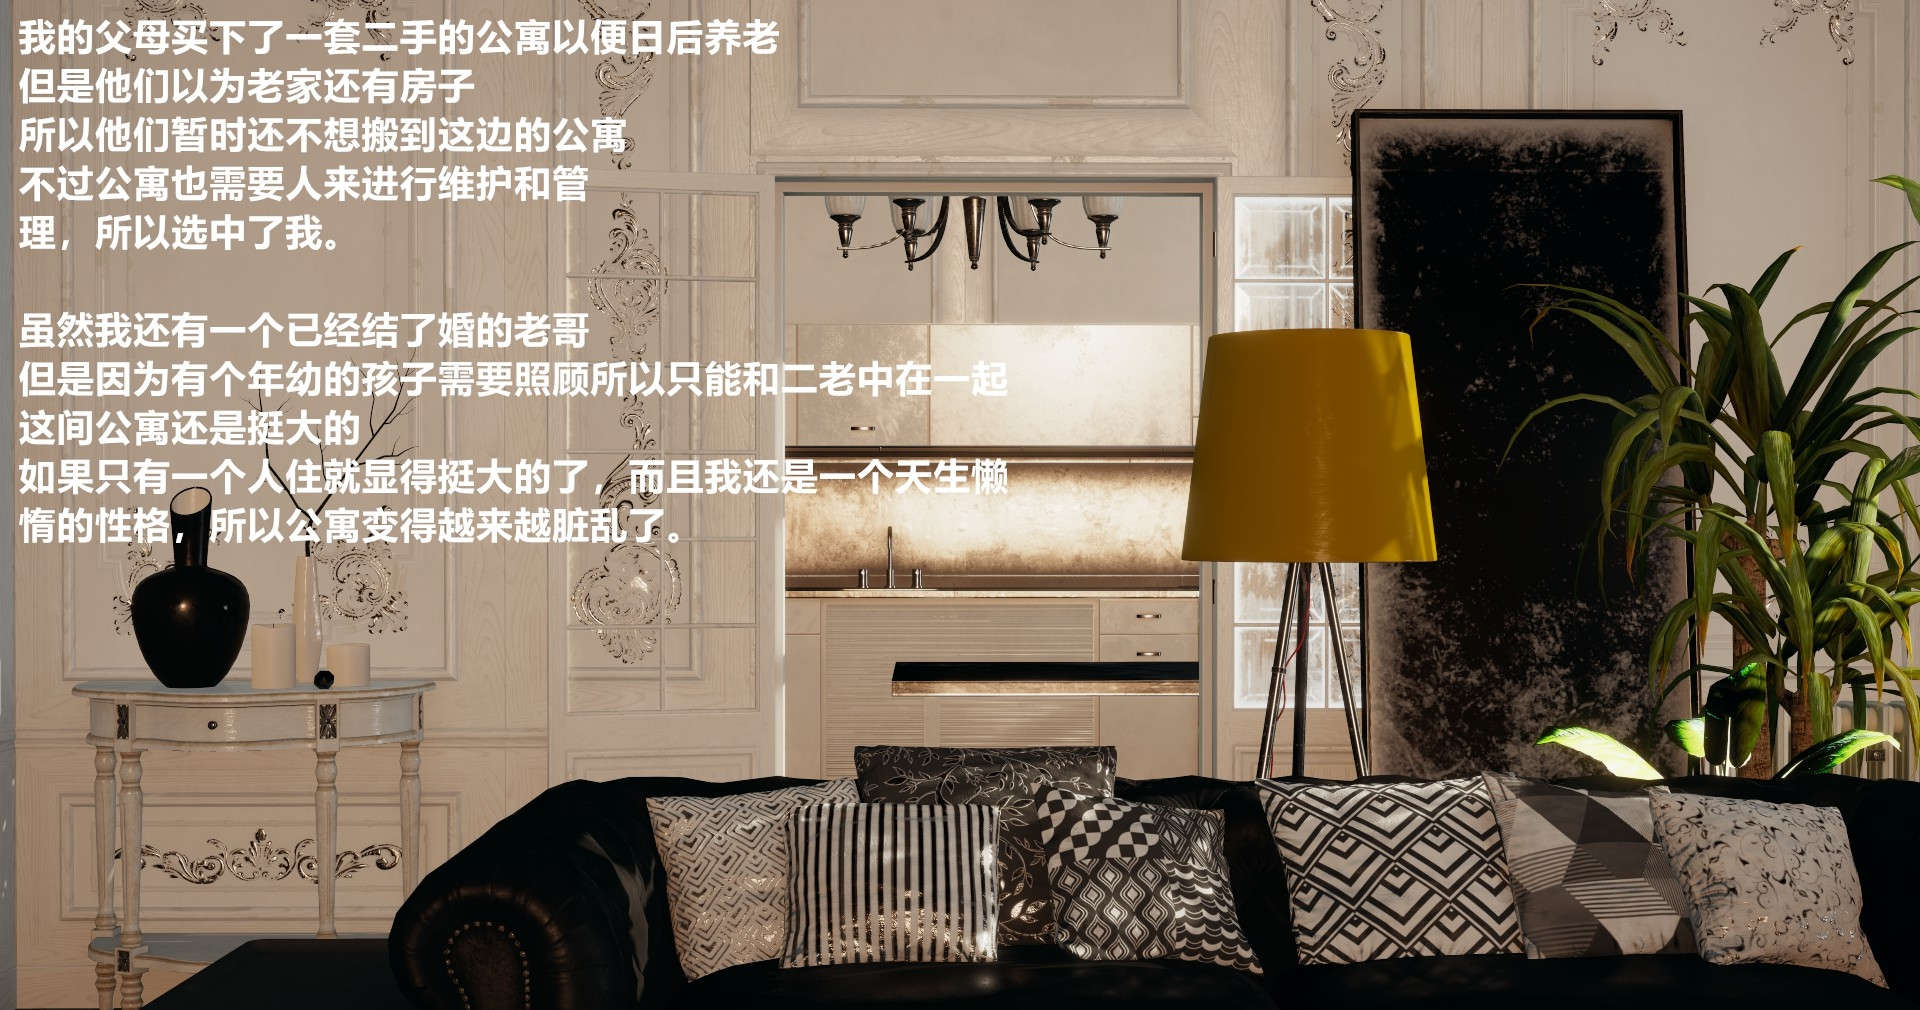 我的父母买下了一套二手的公寓以便日后养老
但是他们以为老家还有房子
所以他们暂时还不想搬到这边的公寓
不过公寓也需要人来进行维护和管
理，所以选中了我。
虽然我还有一个已经结了婚的老哥
但是因为有个年幼的孩子需要照顾所以只能和二老中在一起
这间公寓还是挺大的
如果只有一个人住就显得挺大的了，而且我还是一个天生懒
惰的性格，所以公寓变得越来越脏乱了。